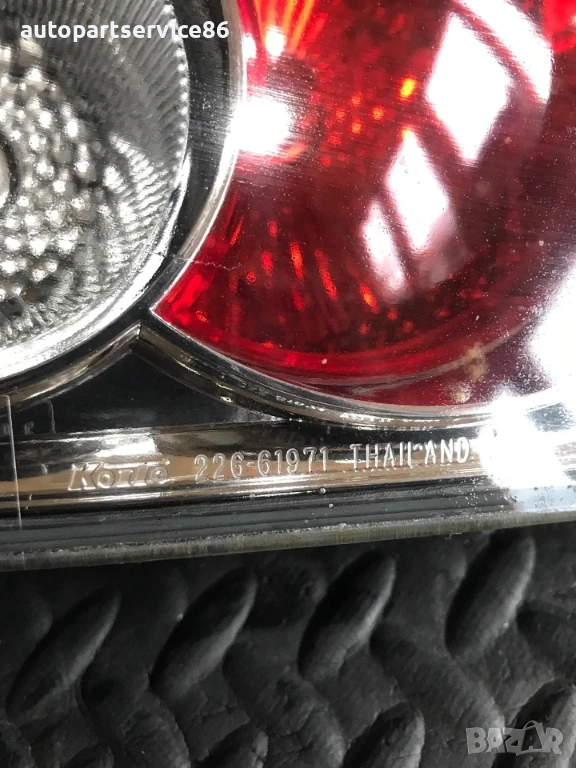 autopartservice86
Koito 226-61971 THAILAND
BAZAR